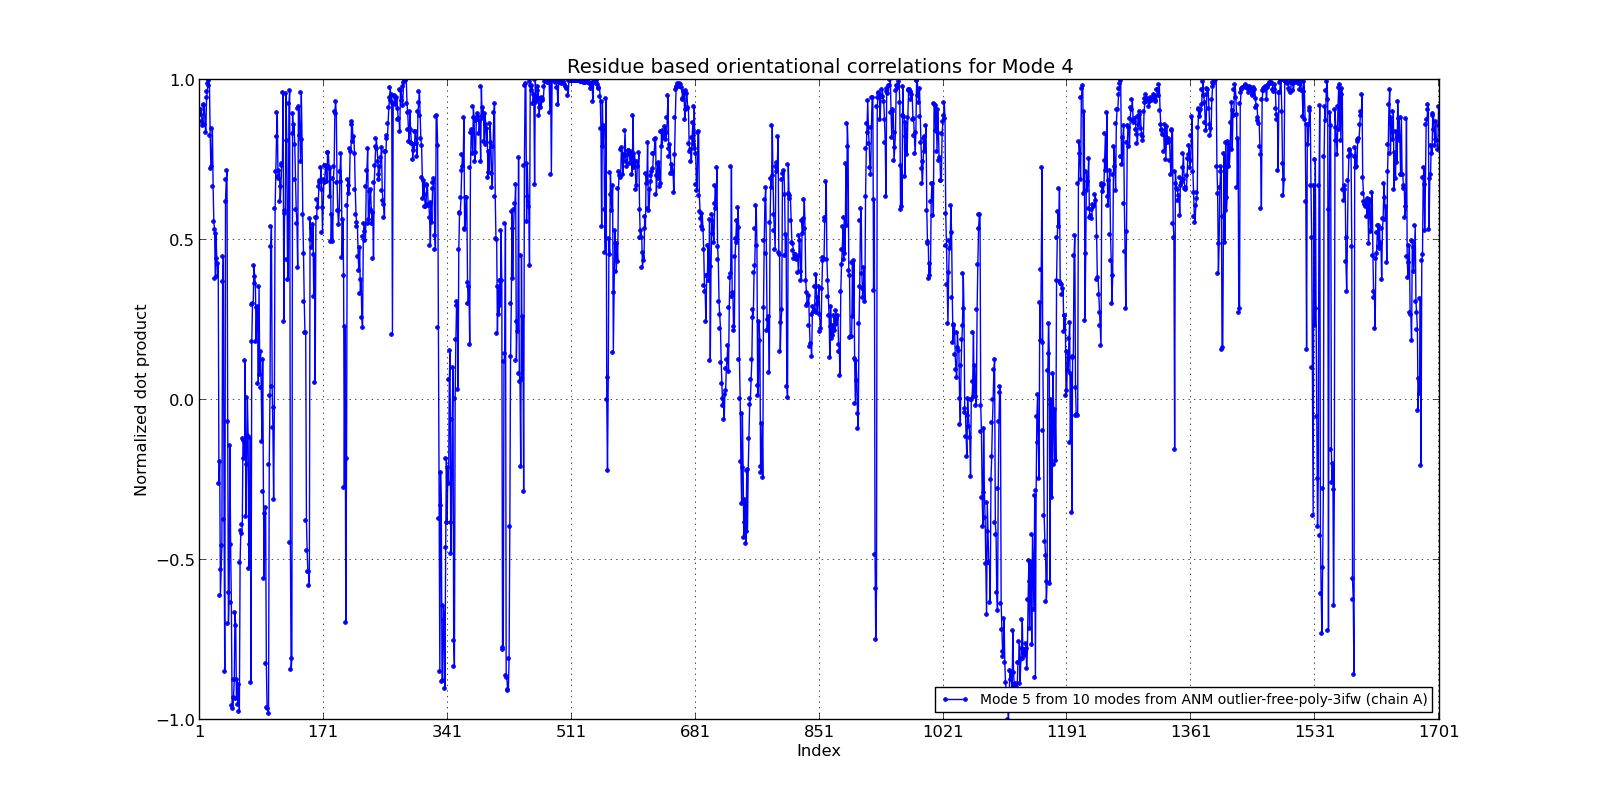 Residue based orientational correlations for Mode 4
Normalized dot product
1.0
0.5
0.0
−0.5
−1.0
Mode 5 from 10 modes from ANM outlier-free-poly-3ifw (chain A)
1 171 341 511 681 851 1021 1191 1361 1531 1701
Index